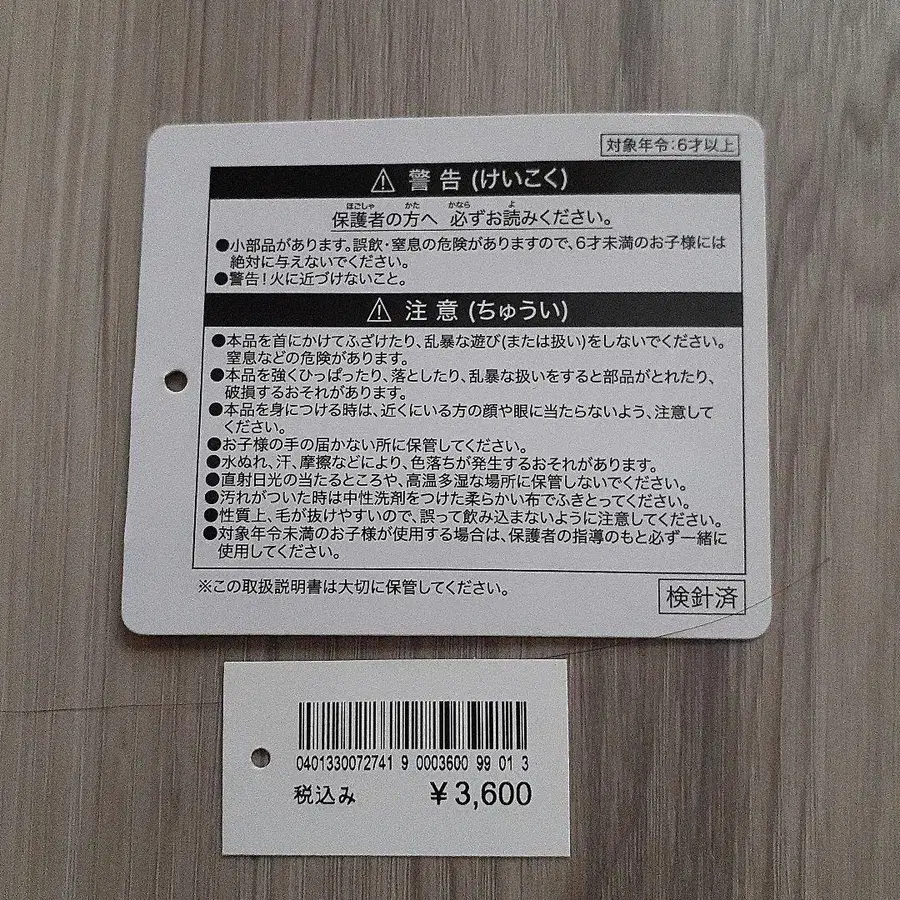 対象年令:6才以上
⚠ 警告 (けいこく)
ほごしゃ かた かなら よ
保護者の方へ 必ずお読みください。
●小部品があります。誤飲・窒息の危険がありますので、6才未満のお子様には
絶対に与えないでください。
●警告!火に近づけないこと。
⚠ 注意 (ちゅうい)
●本品を首にかけてふざけたり、乱暴な遊び(または扱い)をしないでください。
窒息などの危険があります。
●本品を強くひっぱったり、落としたり、乱暴な扱いをすると部品がとれたり、
破損するおそれがあります。
●本品を身につける時は、近くにいる方の顔や眼に当たらないよう、注意して
ください。
●お子様の手の届かない所に保管してください。
●水ぬれ、汗、摩擦などにより、色落ちが発生するおそれがあります。
●直射日光の当たるところや、高温多湿な場所に保管しないでください。
●汚れがついた時は中性洗剤をつけた柔らかい布でふきとってください。
●性質上、毛が抜けやすいので、誤って飲み込まないように注意してください。
●対象年令未満のお子様が使用する場合は、保護者の指導のもと必ず一緒に
使用してください。
※この取扱説明書は大切に保管してください。
検針済
0401330072741 9 0003600 99 01 3
税込み ¥3,600